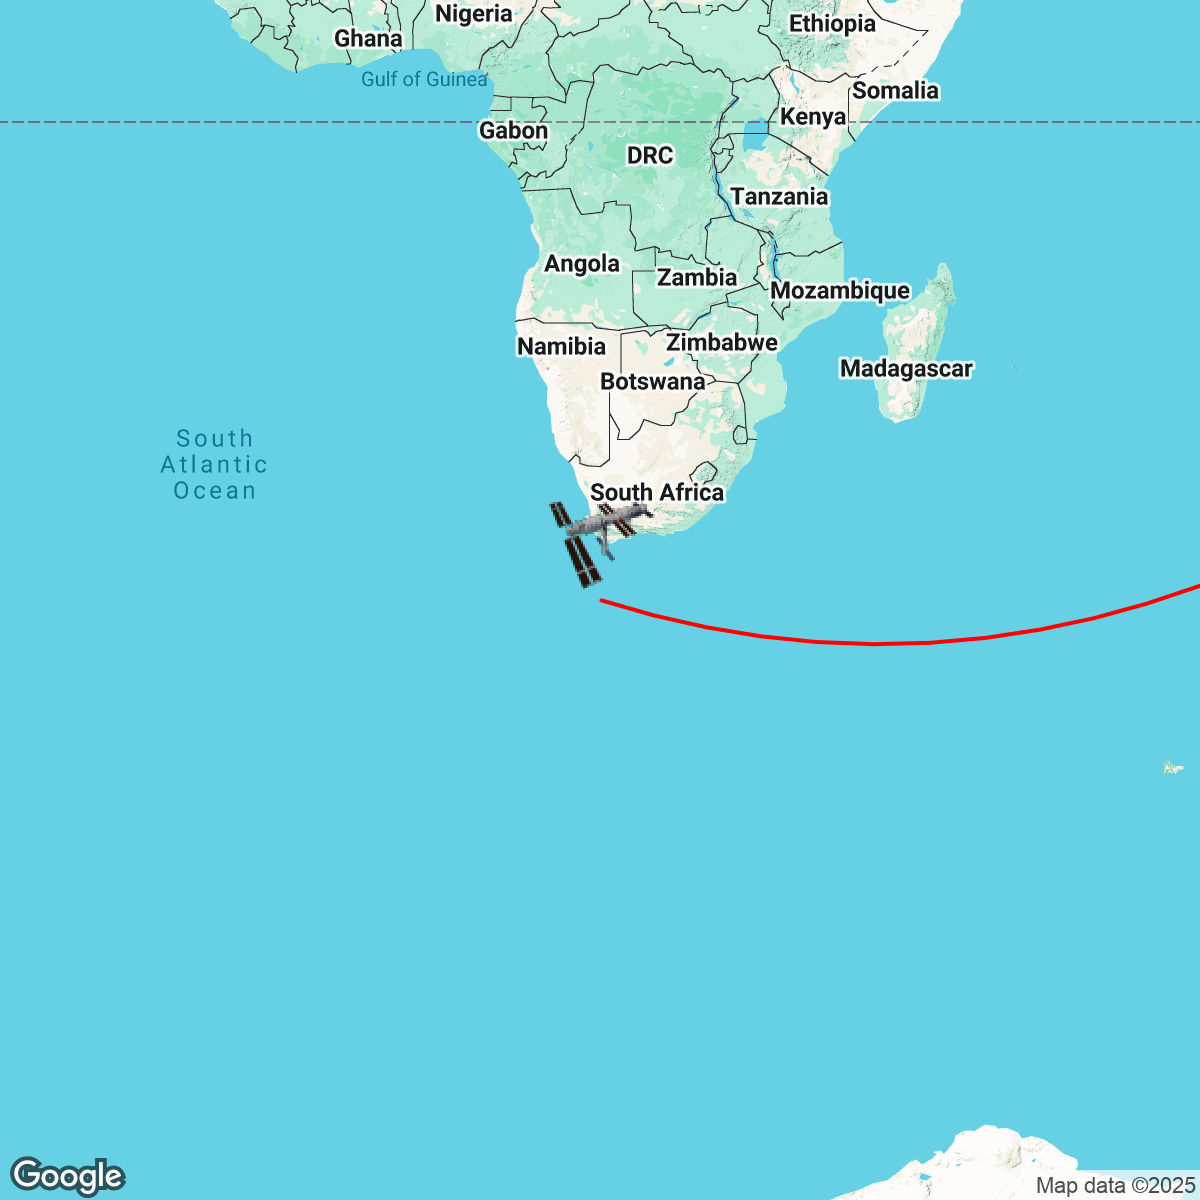 Nigeria
Ethiopia
Ghana
Gulf of Guinea
Somalia
Kenya
Gabon
DRC
Tanzania
Angola
Zambia
Mozambique
Zimbabwe
Namibia
Madagascar
Botswana
South
Atlantic
Ocean
South Africa
Google
Map data ©2025